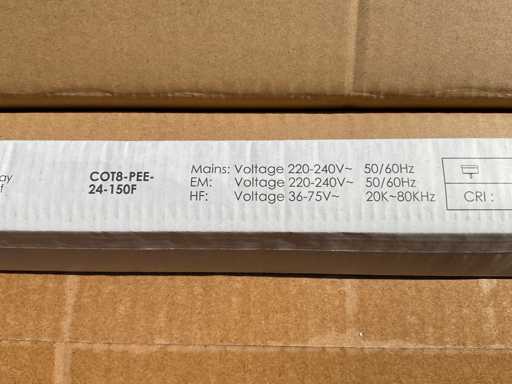 COT8-PEE-
24-150F
Mains: Voltage 220-240V~ 50/60Hz
EM: Voltage 220-240V~ 50/60Hz
HF: Voltage 36-75V~ 20K~80KHz
CRI :